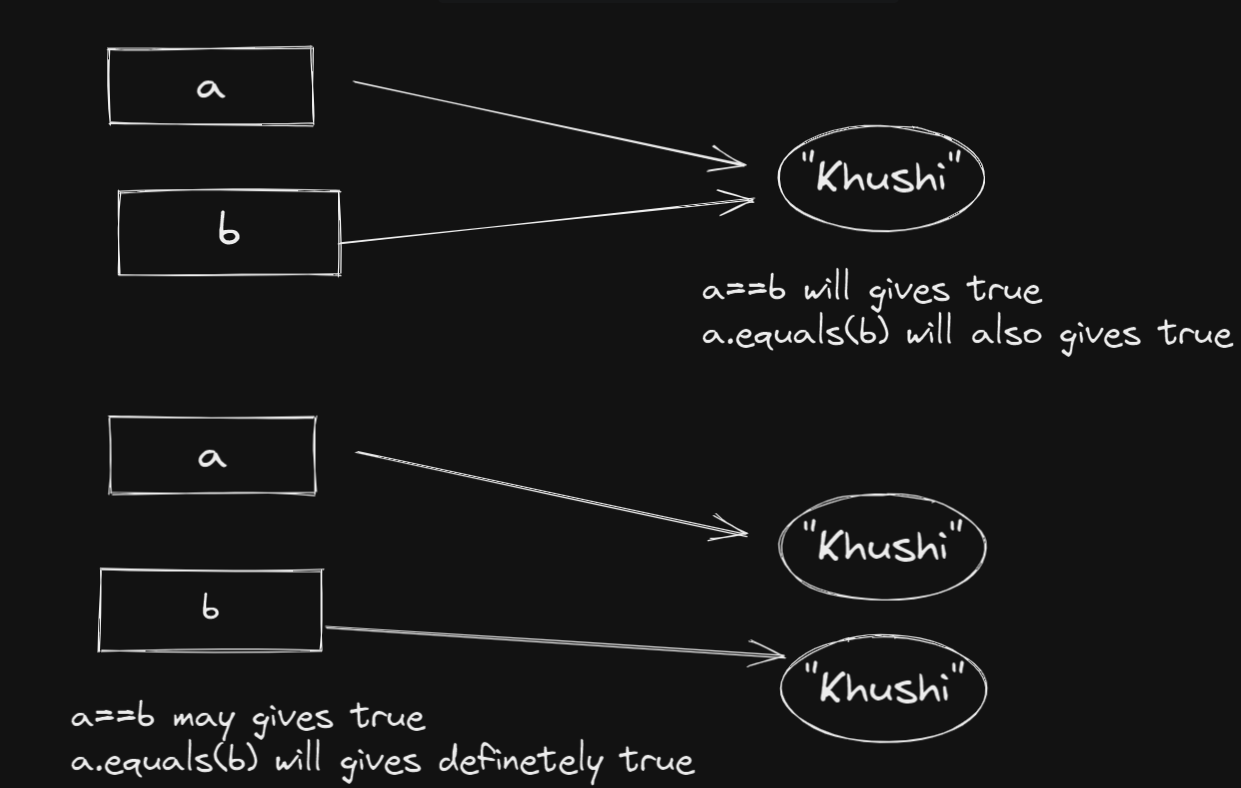 a
b
"Khushi"
a==b will gives true
a.equals(b) will also gives true
a
b
"Khushi"
"Khushi"
a==b may gives true
a.equals(b) will gives definetely true